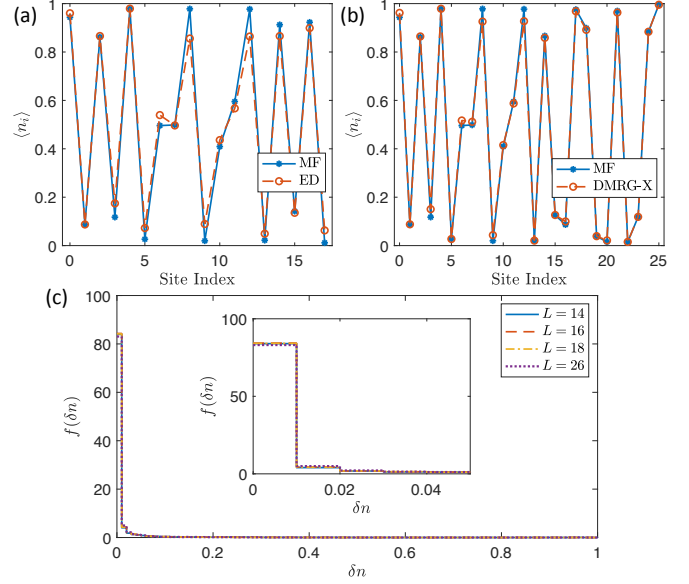 (a)
1
0.8
0.6
0.4
0.2
0
⟨n_i⟩
MF
ED
0 5 10 15
Site Index
(b)
1
0.8
0.6
0.4
0.2
0
⟨n_i⟩
MF
DMRG-X
0 5 10 15 20 25
Site Index
(c)
100
80
60
40
20
0
f(δn)
L = 14
L = 16
L = 18
L = 26
100
50
0
f(δn)
0 0.02 0.04
δn
0 0.2 0.4 0.6 0.8 1
δn